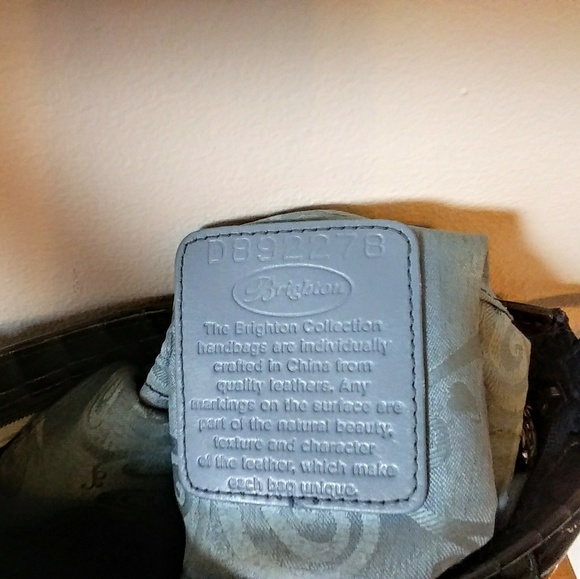 D892278
Brighton
The Brighton Collection
handbags are individually
crafted in China from
quality leathers. Any
markings on the surface are
part of the natural beauty,
texture and character
of the leather, which make
each bag unique.